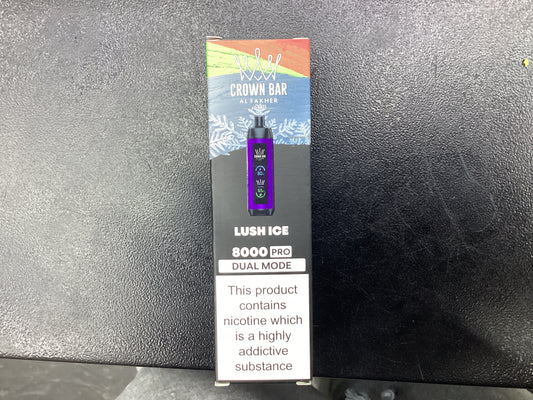 CROWN BAR
AL FAKHER
LUSH ICE
8000 PRO
DUAL MODE
This product
contains
nicotine which
is a highly
addictive
substance